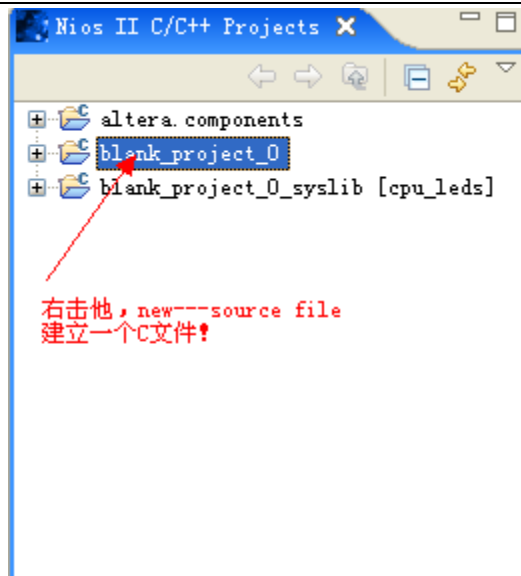 Nios II C/C++ Projects
altera.components
blank_project_0
blank_project_0_syslib [cpu_leds]
右击他，new---source file
建立一个C文件！